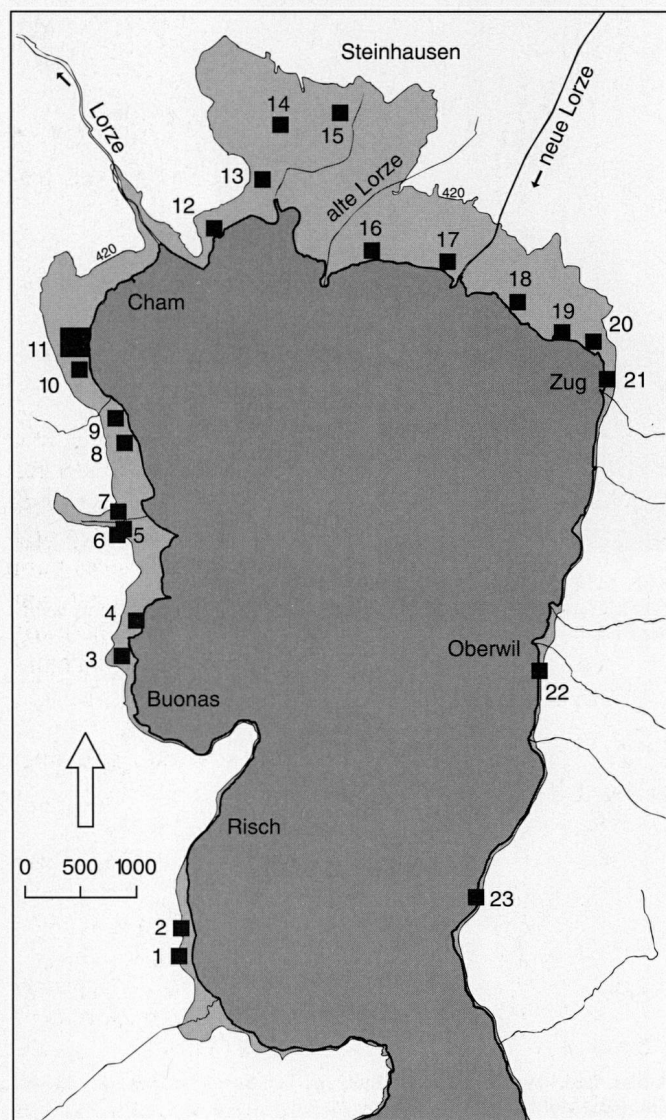 Steinhausen
Lorze
neue Lorze
14
15
13
alte Lorze
420
12
16
17
420
18
Cham
19
20
11
10
Zug
21
9
8
7
6
5
4
3
Oberwil
22
Buonas
Risch
0 500 1000
23
2
1